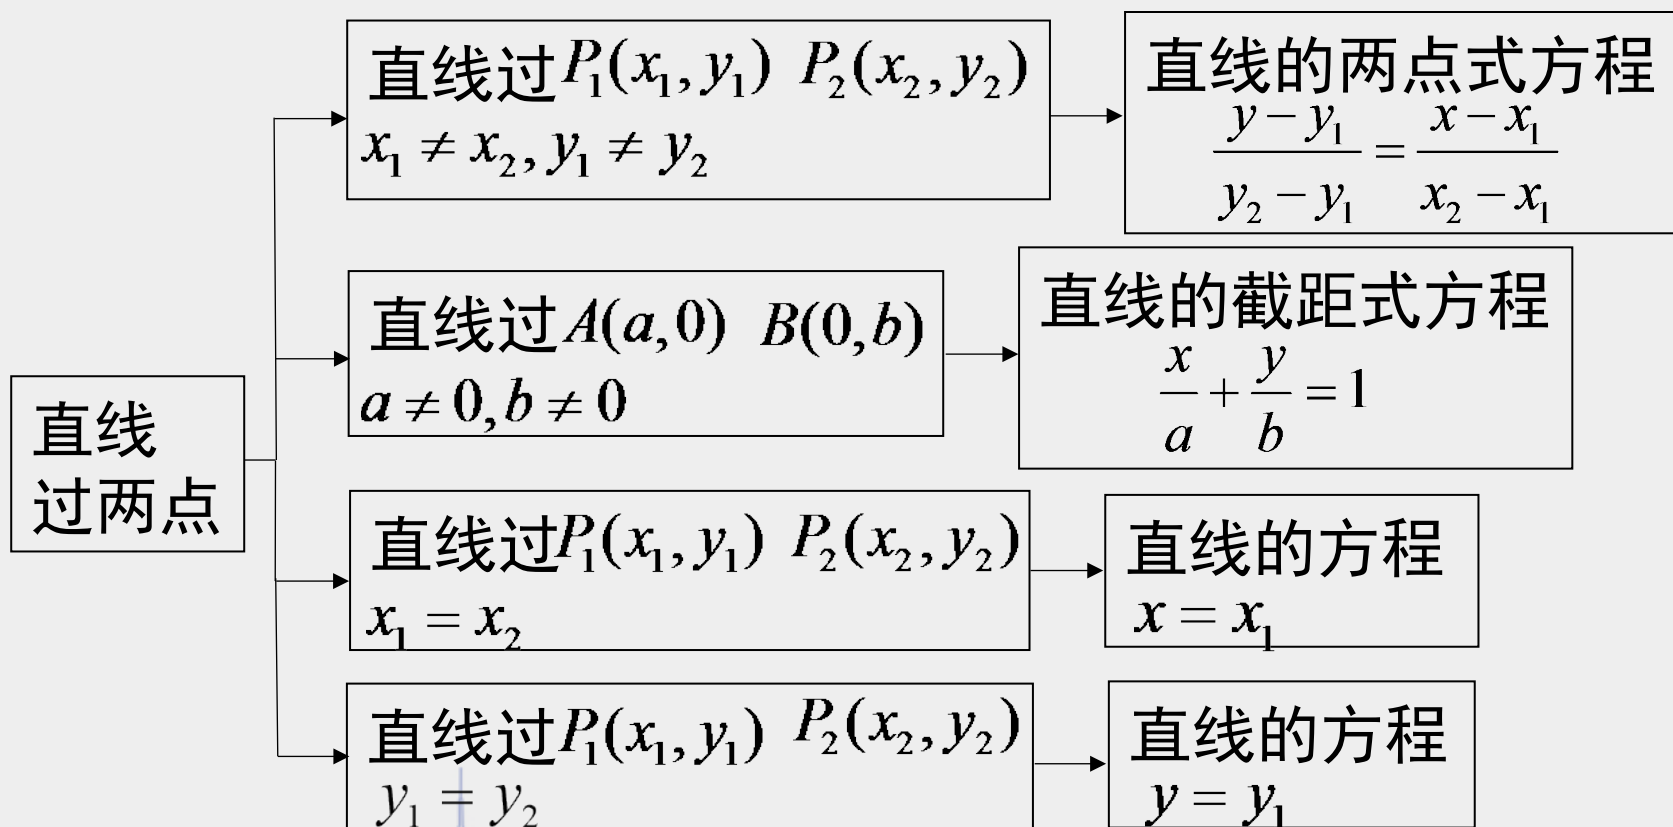 直线过P₁(x₁,y₁) P₂(x₂,y₂)
x₁≠x₂,y₁≠y₂
直线的两点式方程
(y−y₁)/(y₂−y₁)=(x−x₁)/(x₂−x₁)
直线过A(a,0) B(0,b)
a≠0,b≠0
直线的截距式方程
x/a+y/b=1
直线
过两点
直线过P₁(x₁,y₁) P₂(x₂,y₂)
x₁=x₂
直线的方程
x=x₁
直线过P₁(x₁,y₁) P₂(x₂,y₂)
y₁=y₂
直线的方程
y=y₁